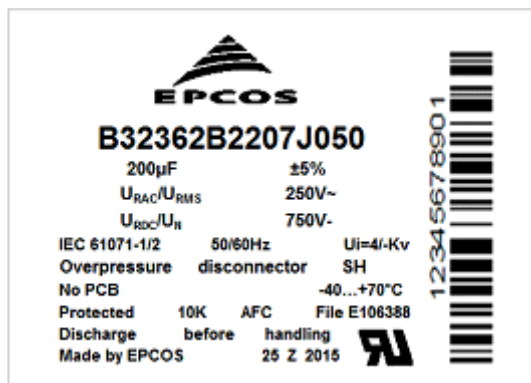 EPCOS
B32362B2207J050
200µF ±5%
URAC/URMS 250V~
URDC/UN 750V-
IEC 61071-1/2 50/60Hz Ui=4/-Kv
Overpressure disconnector SH
No PCB -40...+70°C
Protected 10K AFC File E106388
Discharge before handling
Made by EPCOS 25 Z 2015
12345678901